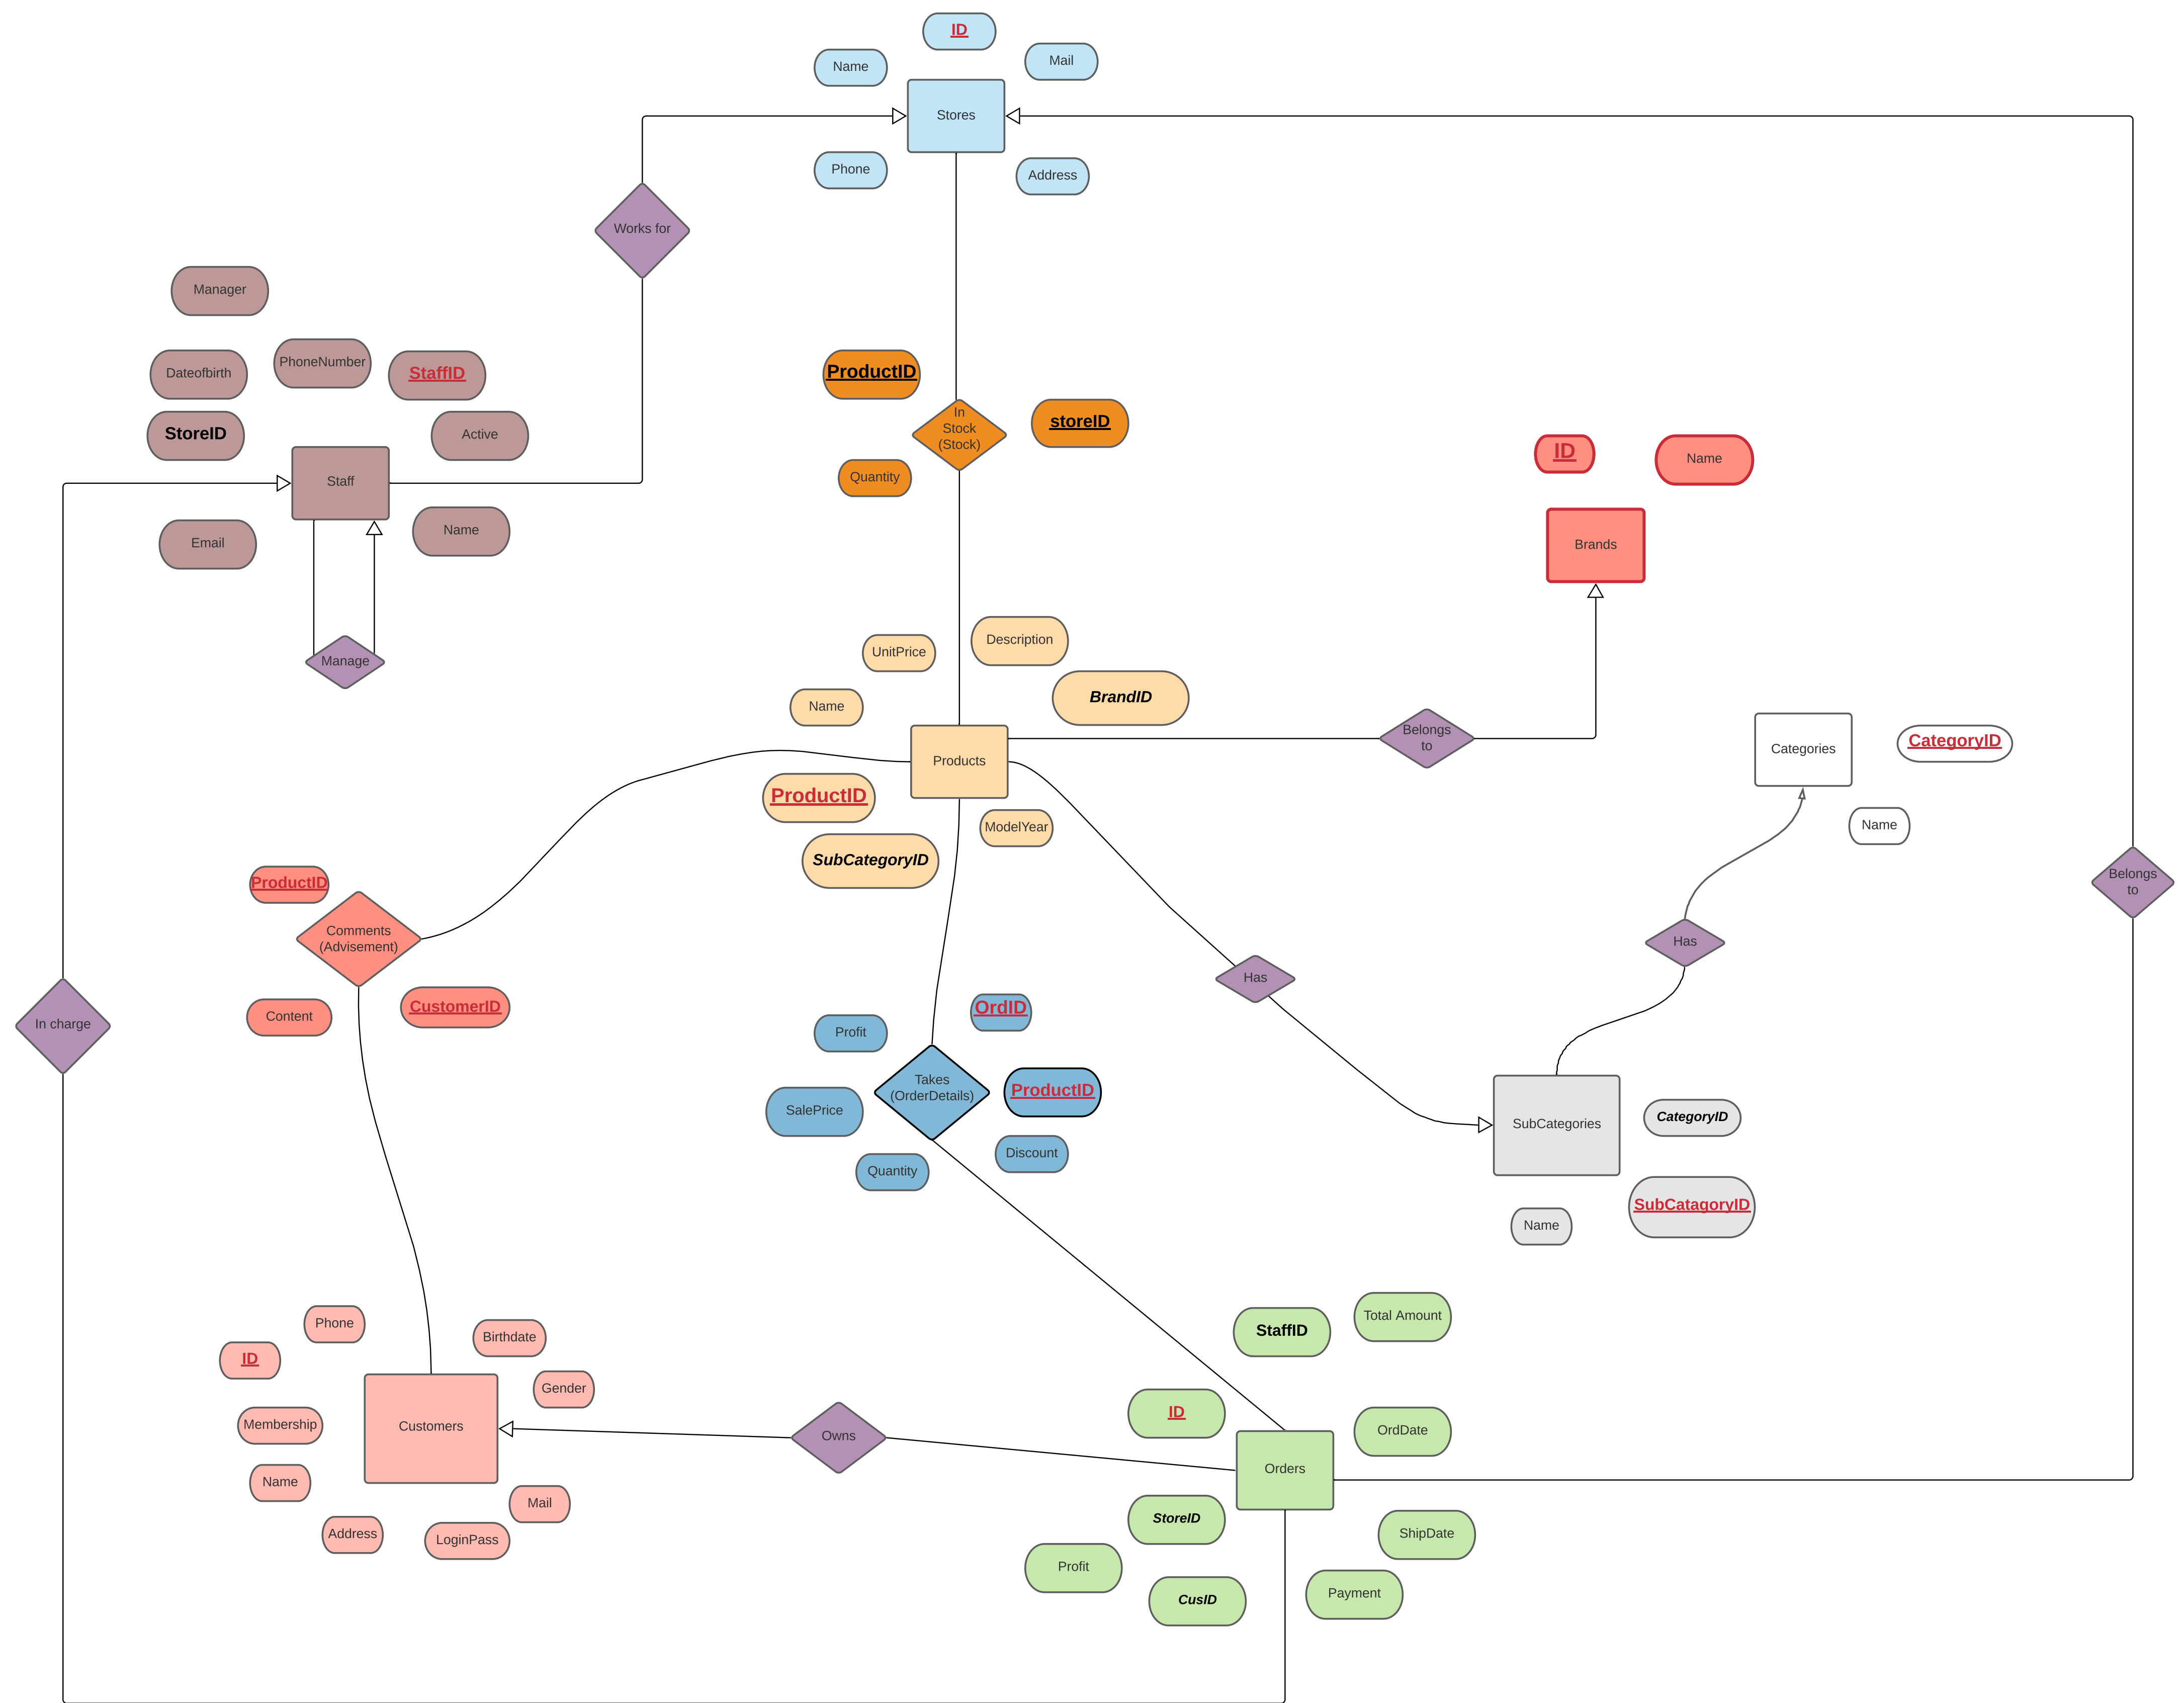 ID
Name
Mail
Stores
Phone
Address
Works for
Manager
PhoneNumber
Dateofbirth
StaffID
StoreID
Active
Staff
Email
Name
Manage
ProductID
In
Stock
(Stock)
storeID
Quantity
ID
Name
Brands
UnitPrice
Description
BrandID
Name
Belongs
to
Products
Categories
CategoryID
Name
ProductID
ModelYear
SubCategoryID
ProductID
Comments
(Advisement)
Content
CustomerID
In charge
Belongs
to
Has
Has
Profit
OrdID
Takes
(OrderDetails)
ProductID
SalePrice
Discount
Quantity
SubCategories
CategoryID
SubCatagoryID
Name
Phone
Birthdate
ID
Gender
Membership
Customers
Name
Mail
Address
LoginPass
Owns
StaffID
Total Amount
ID
OrdDate
Orders
StoreID
ShipDate
Profit
CusID
Payment